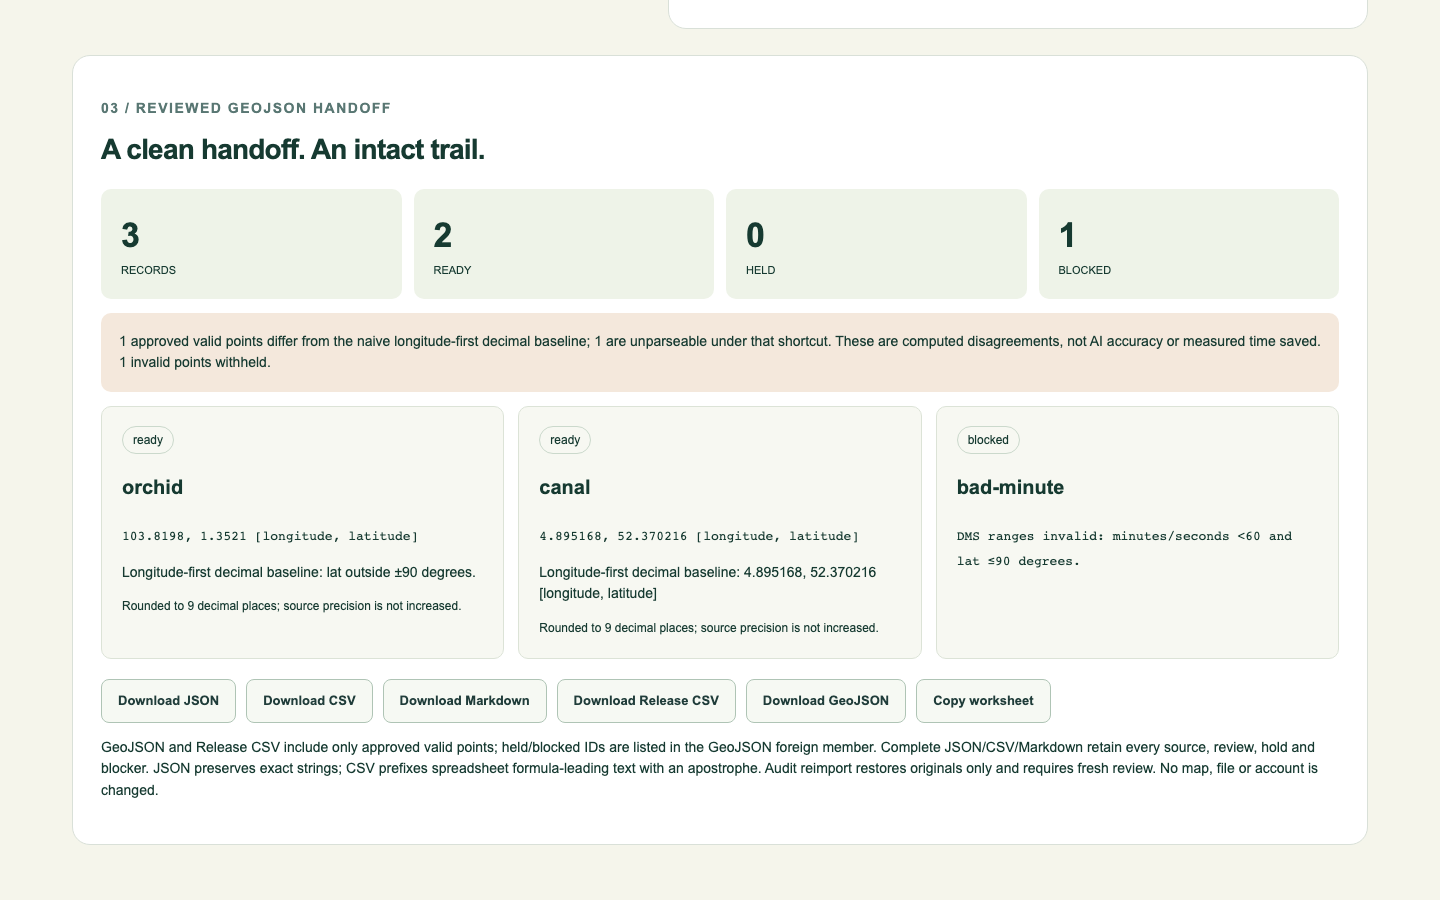 03 / REVIEWED GEOJSON HANDOFF
A clean handoff. An intact trail.
3
RECORDS
2
READY
0
HELD
1
BLOCKED
1 approved valid points differ from the naive longitude-first decimal baseline; 1 are unparseable under that shortcut. These are computed disagreements, not AI accuracy or measured time saved.
1 invalid points withheld.
ready
orchid
103.8198, 1.3521 [longitude, latitude]
Longitude-first decimal baseline: lat outside ±90 degrees.
Rounded to 9 decimal places; source precision is not increased.
ready
canal
4.895168, 52.370216 [longitude, latitude]
Longitude-first decimal baseline: 4.895168, 52.370216
[longitude, latitude]
Rounded to 9 decimal places; source precision is not increased.
blocked
bad-minute
DMS ranges invalid: minutes/seconds <60 and
lat ≤90 degrees.
Download JSON
Download CSV
Download Markdown
Download Release CSV
Download GeoJSON
Copy worksheet
GeoJSON and Release CSV include only approved valid points; held/blocked IDs are listed in the GeoJSON foreign member. Complete JSON/CSV/Markdown retain every source, review, hold and
blocker. JSON preserves exact strings; CSV prefixes spreadsheet formula-leading text with an apostrophe. Audit reimport restores originals only and requires fresh review. No map, file or account is
changed.